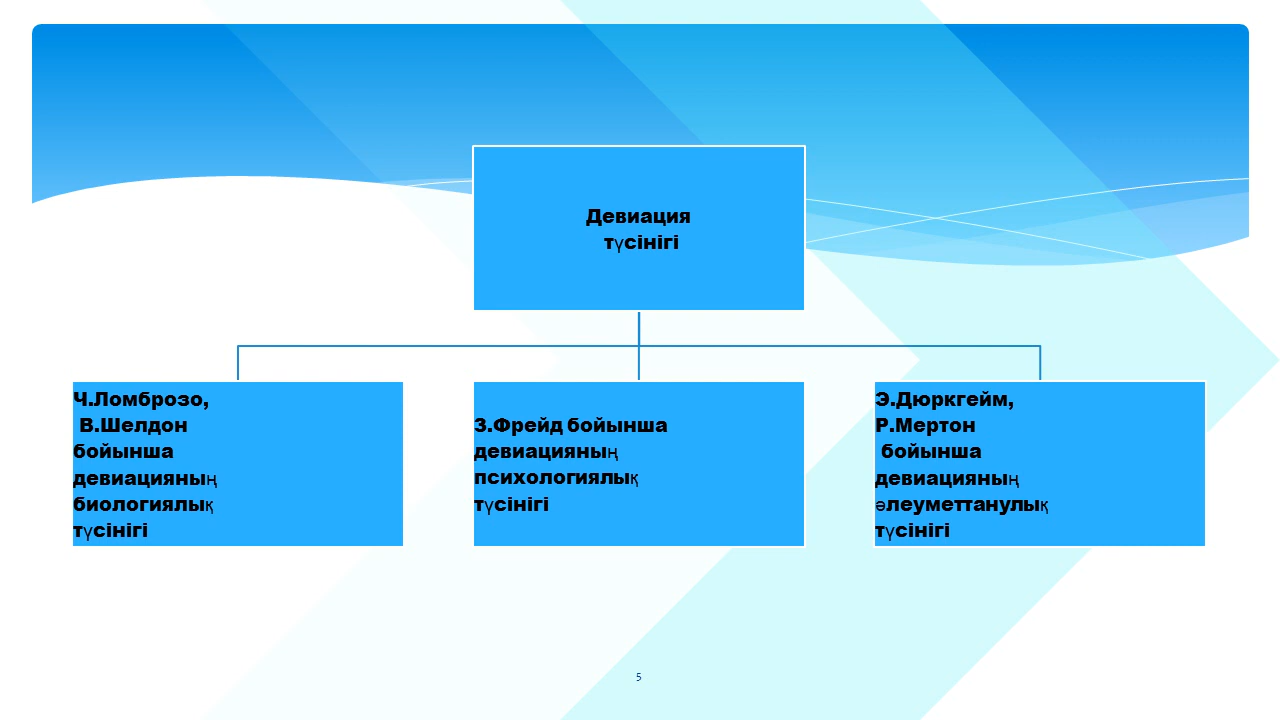 Девиация
түсінігі
Ч.Ломброзо,
В.Шелдон
бойынша
девиацияның
биологиялық
түсінігі
З.Фрейд бойынша
девиацияның
психологиялық
түсінігі
Э.Дюркгейм,
Р.Мертон
бойынша
девиацияның
әлеуметтанулық
түсінігі
5